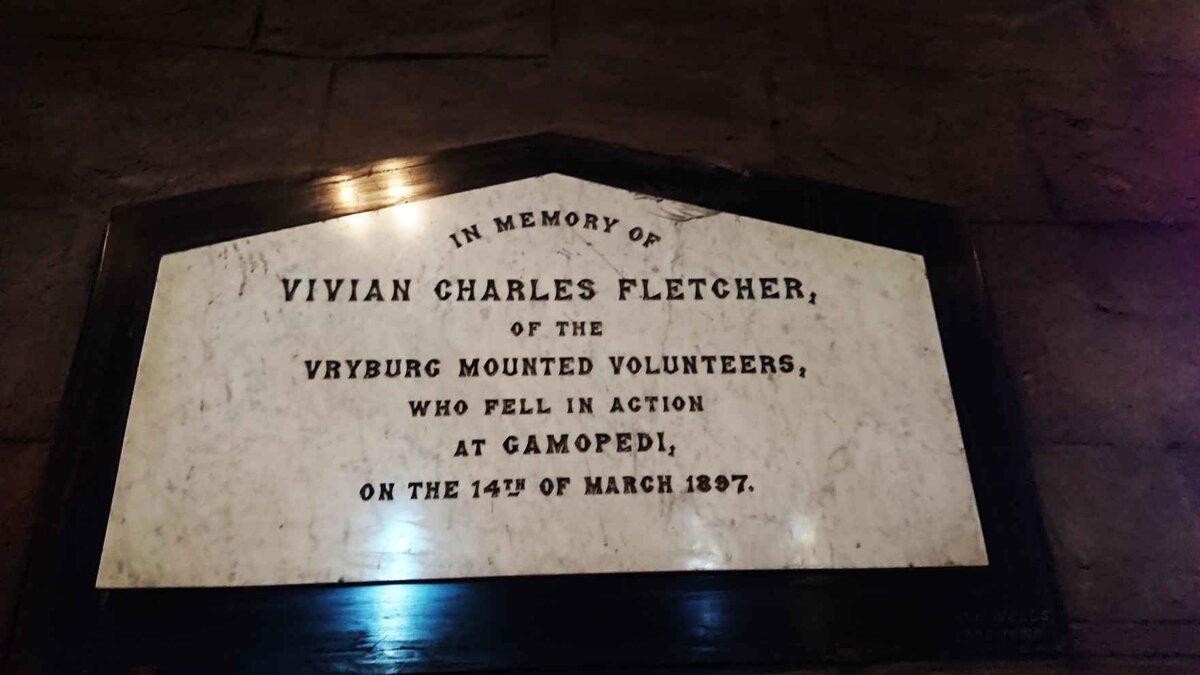 IN MEMORY OF
VIVIAN CHARLES FLETCHER,
OF THE
VRYBURG MOUNTED VOLUNTEERS,
WHO FELL IN ACTION
AT GAMOPEDI,
ON THE 14TH OF MARCH 1897.